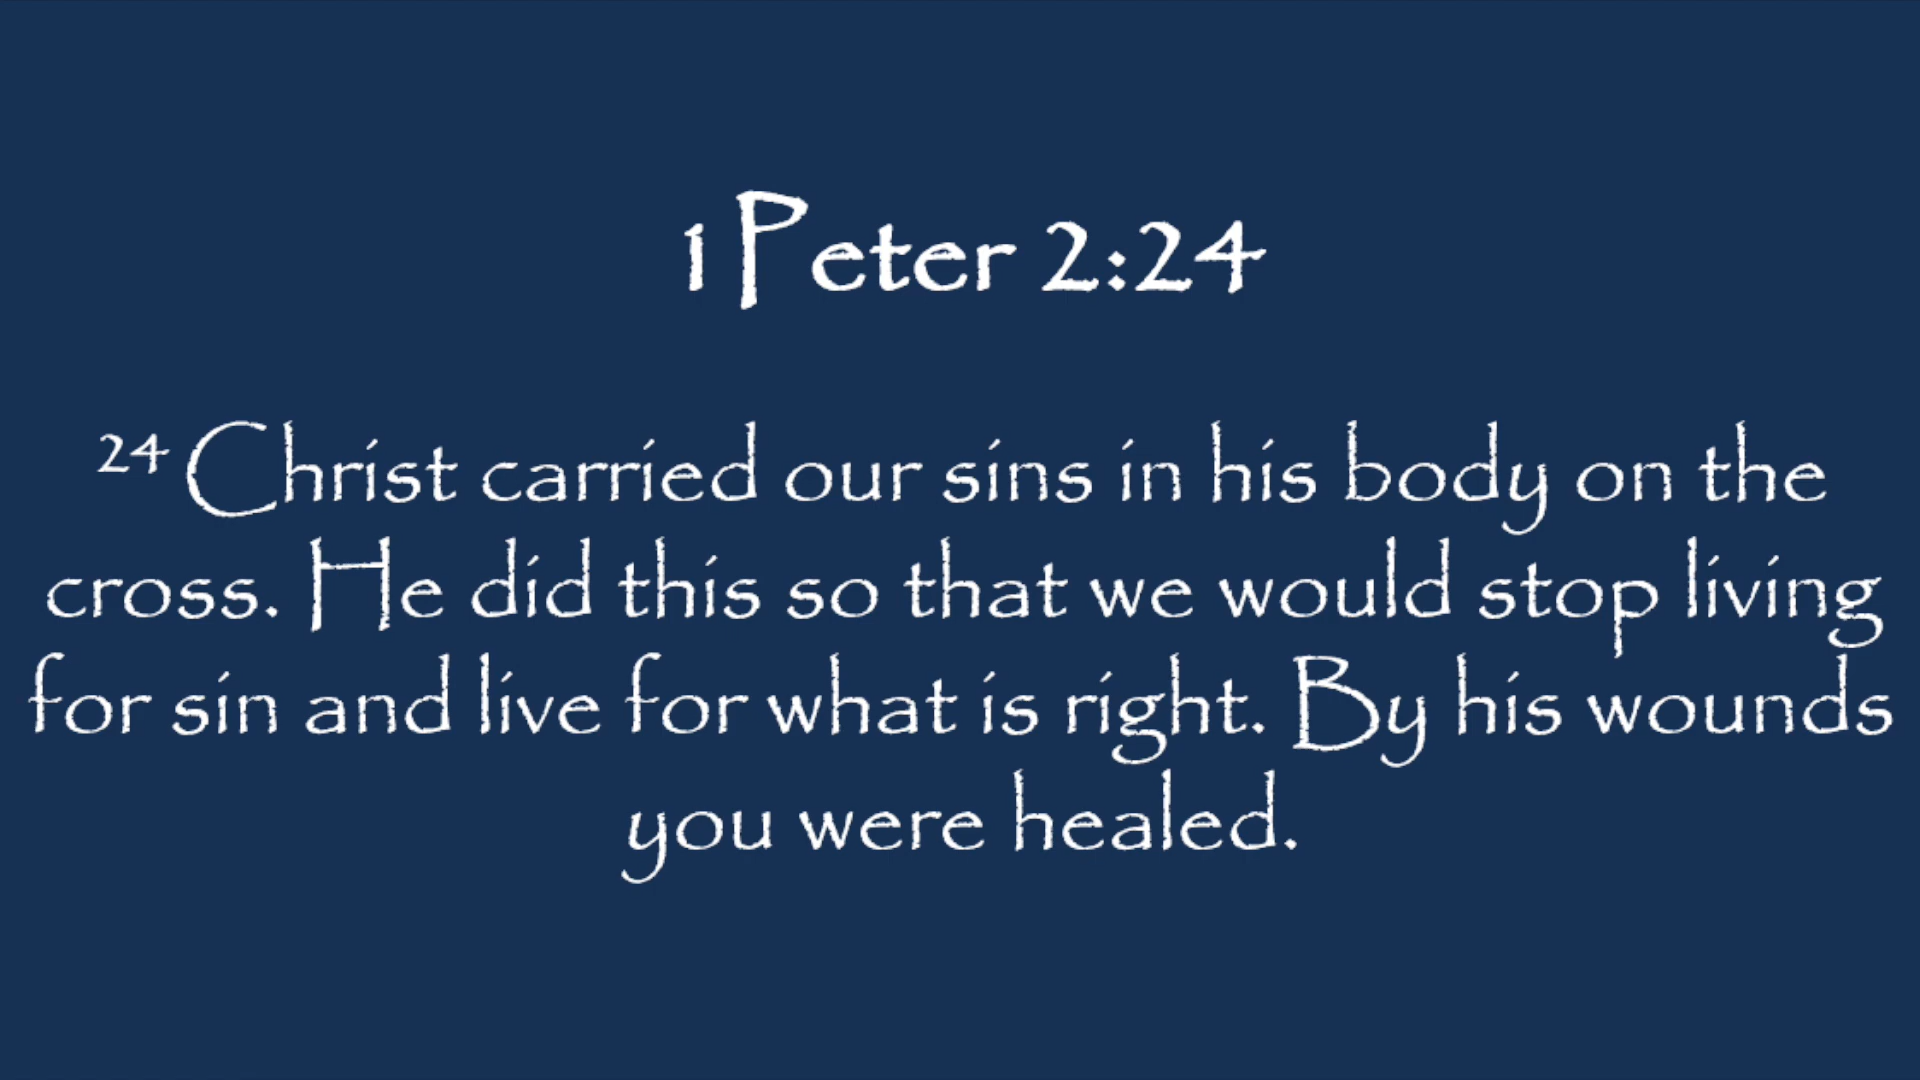 1 Peter 2:24
24 Christ carried our sins in his body on the
cross. He did this so that we would stop living
for sin and live for what is right. By his wounds
you were healed.